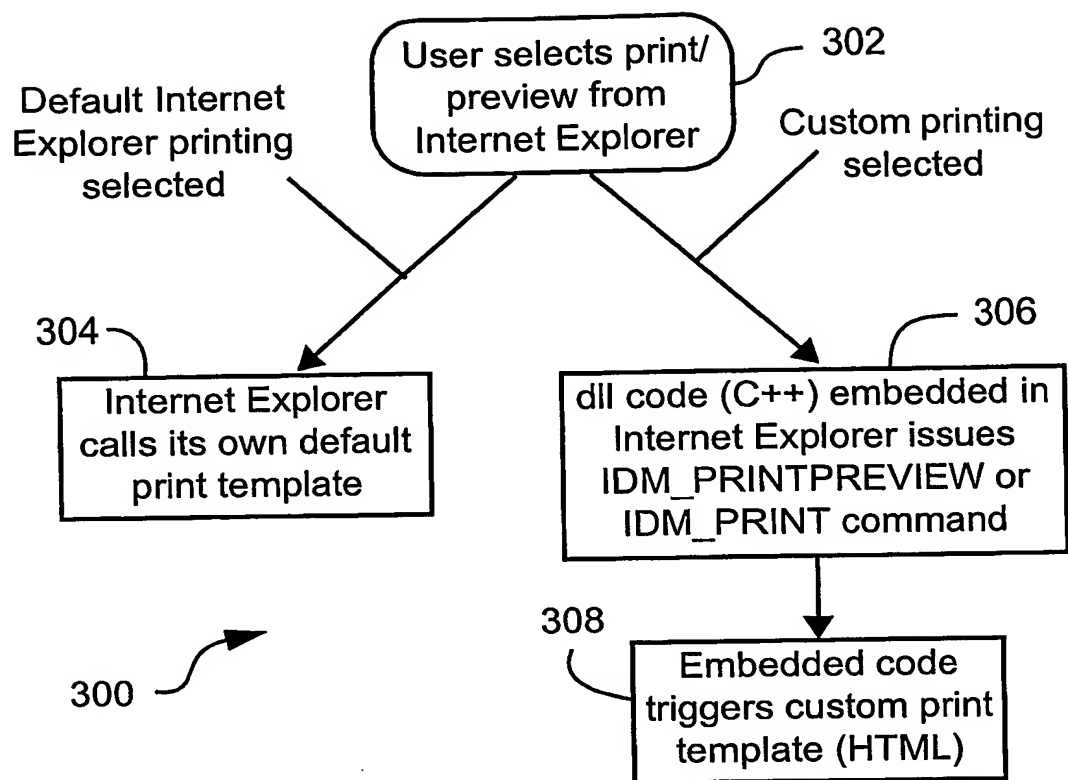 User selects print/
preview from
Internet Explorer
302
Default Internet
Explorer printing
selected
Custom printing
selected
304
Internet Explorer
calls its own default
print template
306
dll code (C++) embedded in
Internet Explorer issues
IDM_PRINTPREVIEW or
IDM_PRINT command
300
308
Embedded code
triggers custom print
template (HTML)